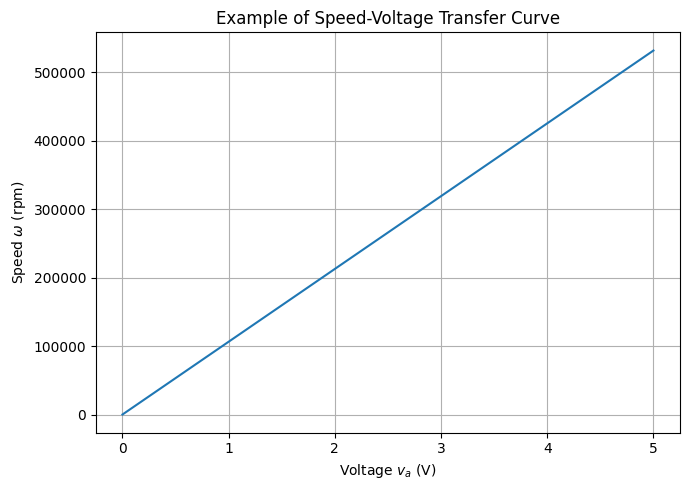 Example of Speed-Voltage Transfer Curve
500000
400000
300000
200000
100000
0
Speed ω (rpm)
0 1 2 3 4 5
Voltage vₐ (V)